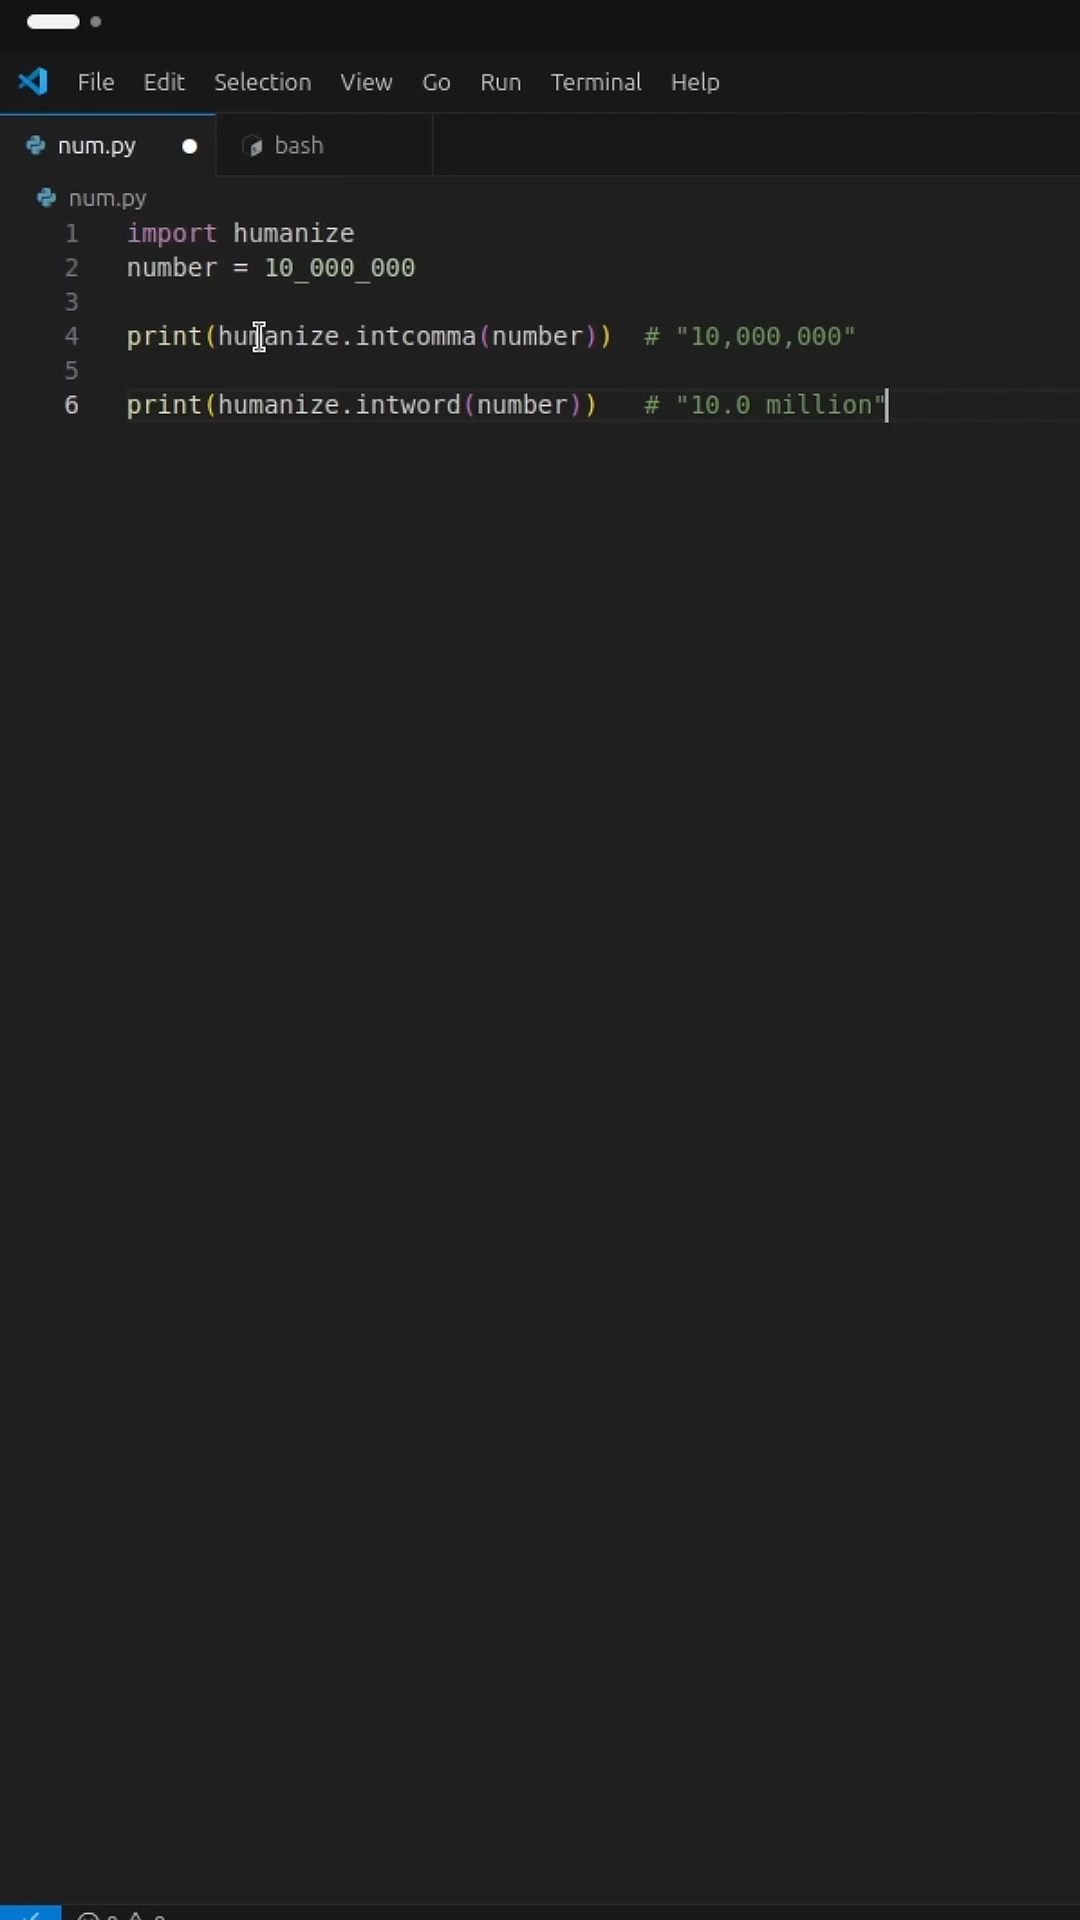 File Edit Selection View Go Run Terminal Help
num.py bash
num.py
1 import humanize
2 number = 10_000_000
3
4 print(humanize.intcomma(number))  # "10,000,000"
5
6 print(humanize.intword(number))   # "10.0 million"